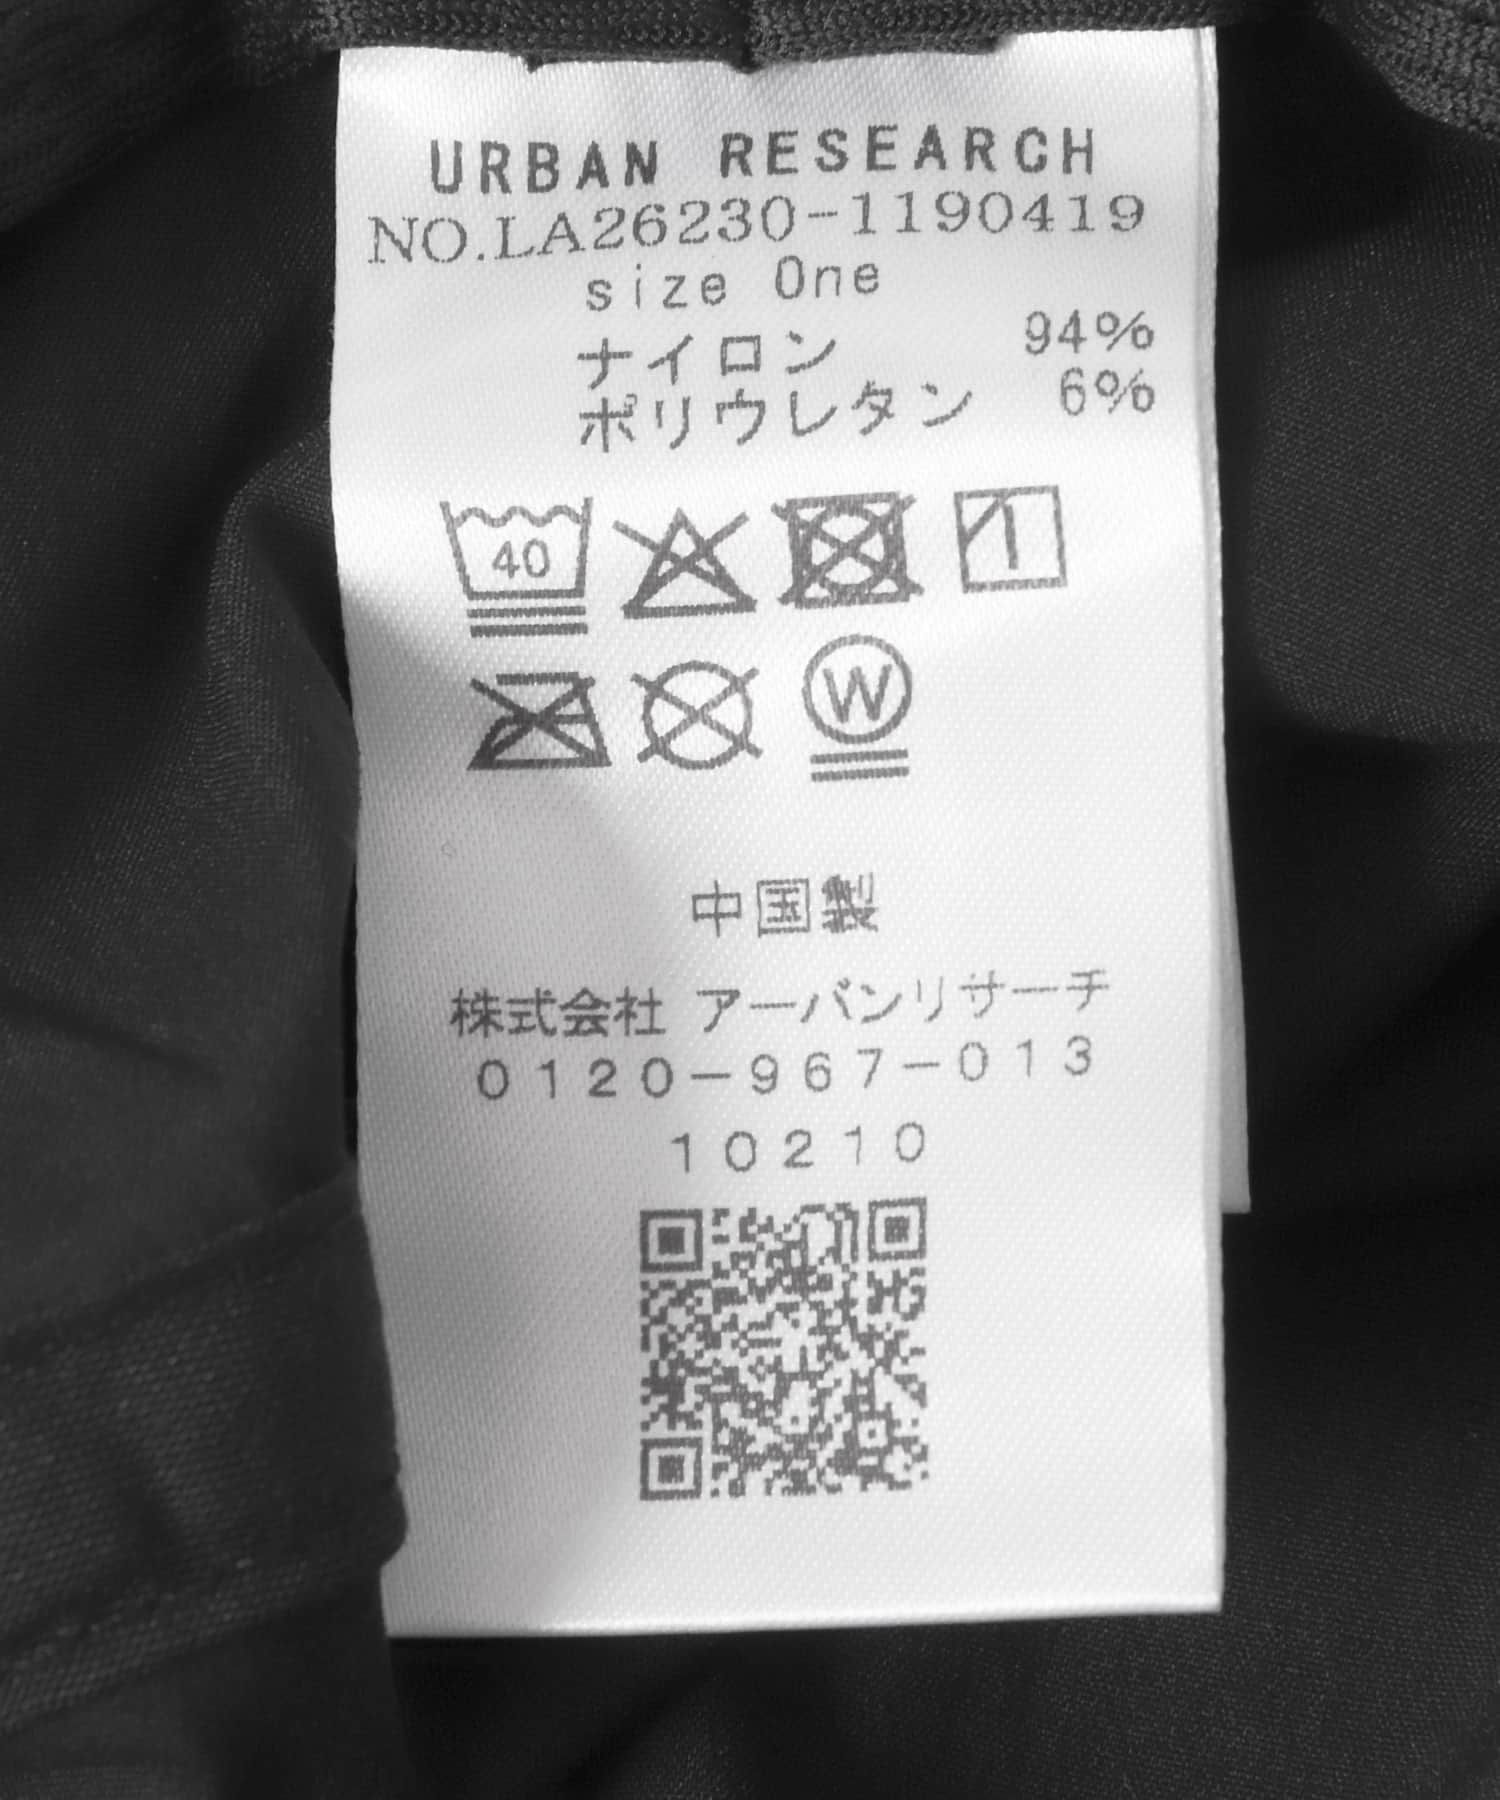 URBAN RESEARCH
NO.LA26230-1190419
size One
ナイロン 94%
ポリウレタン 6%
40
W
中国製
株式会社 アーバンリサーチ
0120-967-013
10210